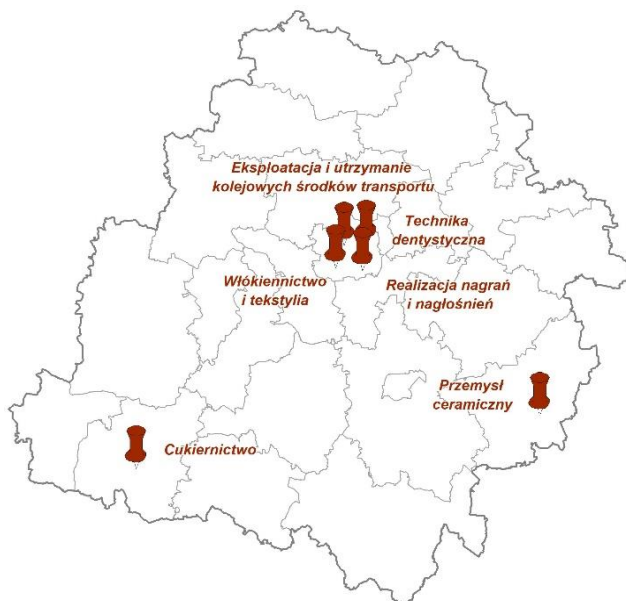 Eksploatacja i utrzymanie
kolejowych środków transportu
Technika
dentystyczna
Włókiennictwo
i tekstylia
Realizacja nagrań
i nagłośnień
Przemysł
ceramiczny
Cukiernictwo